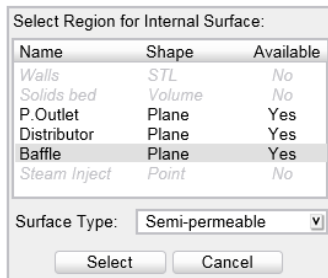 Select Region for Internal Surface:
Name Shape Available
Walls STL No
Solids bed Volume No
P.Outlet Plane Yes
Distributor Plane Yes
Baffle Plane Yes
Steam Inject Point No
Surface Type: Semi-permeable
Select Cancel